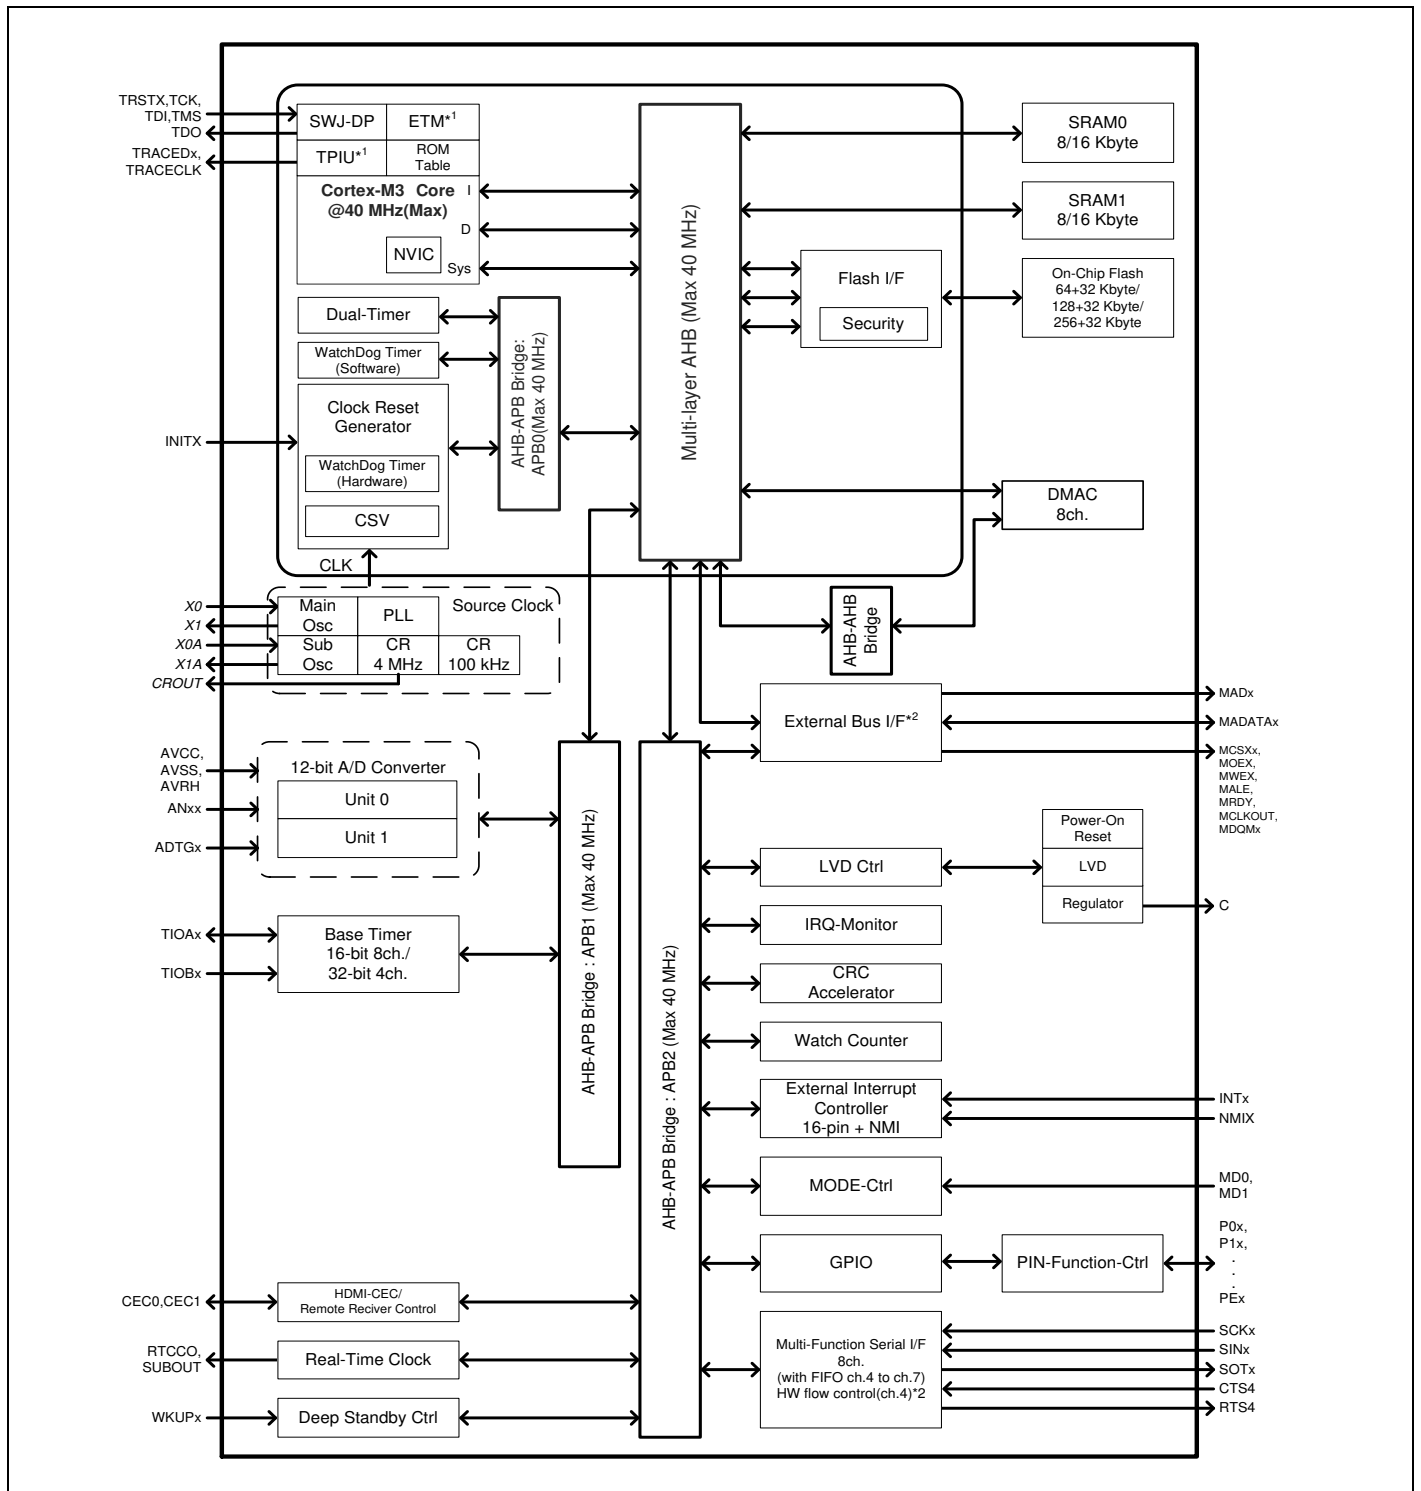 TRSTX,TCK,
TDI,TMS
TDO
TRACEDx,
TRACECLK
SWJ-DP
ETM*1
TPIU*1
ROM
Table
Cortex-M3 Core
@40 MHz(Max)
I
D
Sys
NVIC
Dual-Timer
WatchDog Timer
(Software)
Clock Reset
Generator
WatchDog Timer
(Hardware)
CSV
INITX
CLK
AHB-APB Bridge:
APB0(Max 40 MHz)
Multi-layer AHB (Max 40 MHz)
SRAM0
8/16 Kbyte
SRAM1
8/16 Kbyte
Flash I/F
Security
On-Chip Flash
64+32 Kbyte/
128+32 Kbyte/
256+32 Kbyte
DMAC
8ch.
AHB-AHB
Bridge
X0
X1
X0A
X1A
CROUT
Main
Osc
PLL
Source Clock
Sub
Osc
CR
4 MHz
CR
100 kHz
External Bus I/F*2
MADx
MADATAx
MCSXx,
MOEX,
MWEX,
MALE,
MRDY,
MCLKOUT,
MDQMx
AVCC,
AVSS,
AVRH
ANxx
ADTGx
12-bit A/D Converter
Unit 0
Unit 1
TIOAx
TIOBx
Base Timer
16-bit 8ch./
32-bit 4ch.
AHB-APB Bridge : APB1 (Max 40 MHz)
AHB-APB Bridge : APB2 (Max 40 MHz)
LVD Ctrl
Power-On
Reset
LVD
Regulator
C
IRQ-Monitor
CRC
Accelerator
Watch Counter
External Interrupt
Controller
16-pin + NMI
INTx
NMIX
MODE-Ctrl
MD0,
MD1
GPIO
PIN-Function-Ctrl
P0x,
P1x,
.
.
.
PEx
CEC0,CEC1
HDMI-CEC/
Remote Reciver Control
RTCCO,
SUBOUT
Real-Time Clock
WKUPx
Deep Standby Ctrl
Multi-Function Serial I/F
8ch.
(with FIFO ch.4 to ch.7)
HW flow control(ch.4)*2
SCKx
SINx
SOTx
CTS4
RTS4